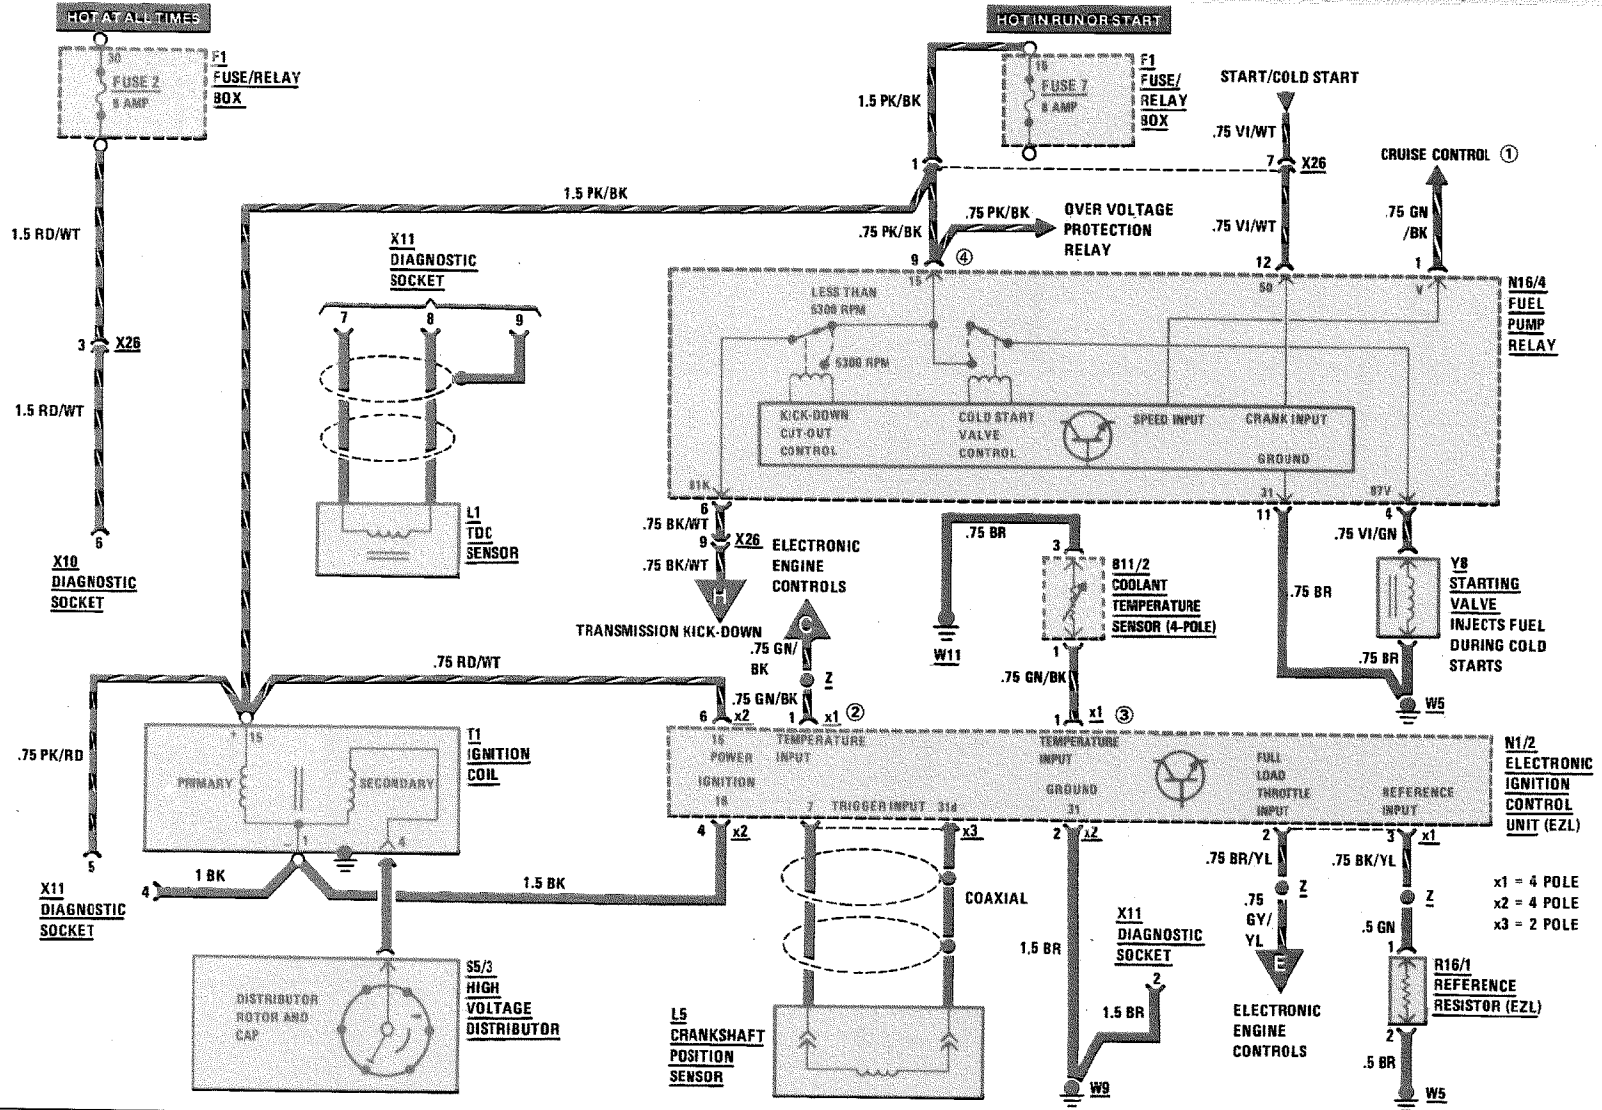 HOT AT ALL TIMES
HOT IN RUN OR START
30
FUSE 2
8 AMP
F1
FUSE/RELAY
BOX
1.5 PK/BK
15
FUSE 7
8 AMP
F1
FUSE/
RELAY
BOX
START/COLD START
.75 VI/WT
7
X26
CRUISE CONTROL ①
1
1.5 PK/BK
.75 PK/BK
.75 PK/BK
OVER VOLTAGE
PROTECTION
RELAY
.75 VI/WT
.75 GN
/BK
1.5 RD/WT
X11
DIAGNOSTIC
SOCKET
9
④
12
1
15
50
V
N16/4
FUEL
PUMP
RELAY
LESS THAN
5300 RPM
5300 RPM
7
8
9
3
X26
1.5 RD/WT
KICK-DOWN
CUT-OUT
CONTROL
COLD START
VALVE
CONTROL
SPEED INPUT
CRANK INPUT
GROUND
81K
31
87V
6
.75 BK/WT
9
X26
.75 BK/WT
H
TRANSMISSION KICK-DOWN
ELECTRONIC
ENGINE
CONTROLS
C
.75 GN/
BK
Z
.75 GN/BK
.75 BR
3
B11/2
COOLANT
TEMPERATURE
SENSOR (4-POLE)
1
W11
.75 GN/BK
11
.75 BR
4
.75 VI/GN
Y8
STARTING
VALVE
INJECTS FUEL
DURING COLD
STARTS
.75 BR
W5
6
X10
DIAGNOSTIC
SOCKET
L1
TDC
SENSOR
.75 RD/WT
.75 PK/RD
6
x2
1
x1
②
1
x1
③
15
PRIMARY
SECONDARY
+
-
1
4
T1
IGNITION
COIL
15
POWER
TEMPERATURE
INPUT
IGNITION
16
7
TRIGGER INPUT
31d
TEMPERATURE
INPUT
GROUND
31
FULL
LOAD
THROTTLE
INPUT
REFERENCE
INPUT
N1/2
ELECTRONIC
IGNITION
CONTROL
UNIT (EZL)
4
x2
x3
2
x2
2
3
x1
5
X11
DIAGNOSTIC
SOCKET
4
1 BK
1.5 BK
COAXIAL
1.5 BR
X11
DIAGNOSTIC
SOCKET
2
1.5 BR
W9
.75 BR/YL
Z
.75
GY/
YL
E
ELECTRONIC
ENGINE
CONTROLS
.75 BK/YL
Z
.5 GN
1
R16/1
REFERENCE
RESISTOR (EZL)
2
.5 BR
W5
x1 = 4 POLE
x2 = 4 POLE
x3 = 2 POLE
DISTRIBUTOR
ROTOR AND
CAP
S5/3
HIGH
VOLTAGE
DISTRIBUTOR
L5
CRANKSHAFT
POSITION
SENSOR